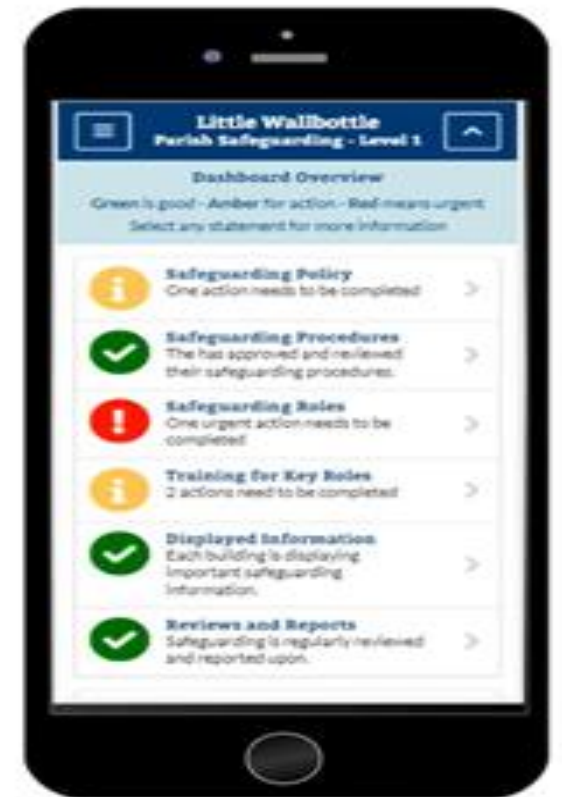 Little Wallbottle
Parish Safeguarding - Level 1
Dashboard Overview
Green is good - Amber for action - Red means urgent
Select any statement for more information
Safeguarding Policy
One action needs to be completed
Safeguarding Procedures
The has approved and reviewed
their safeguarding procedures.
Safeguarding Roles
One urgent action needs to be
completed
Training for Key Roles
2 actions need to be completed
Displayed Information
Each building is displaying
important safeguarding
information.
Reviews and Reports
Safeguarding is regularly reviewed
and reported upon.